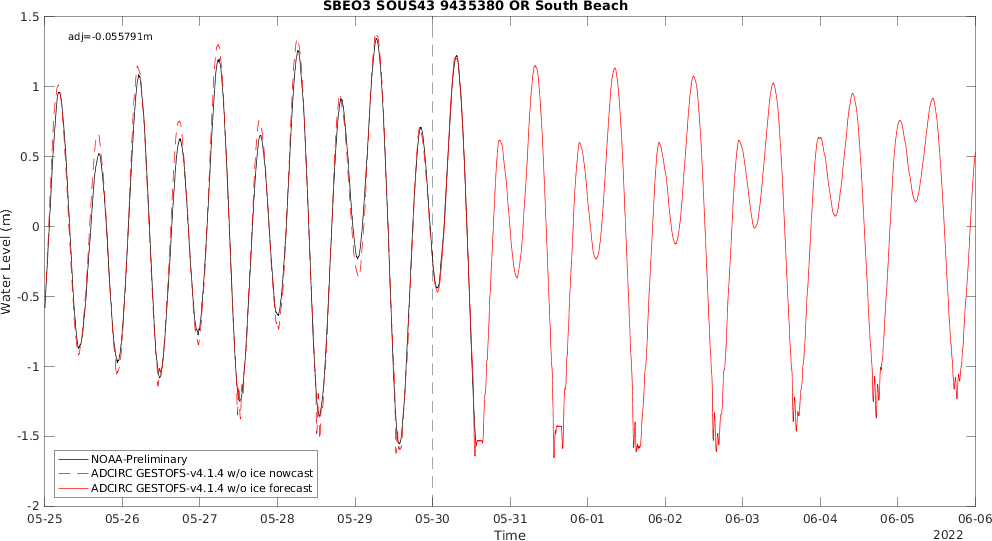 SBEO3 SOUS43 9435380 OR South Beach
adj=-0.055791m
1.5
1
0.5
0
-0.5
-1
-1.5
-2
Water Level (m)
NOAA-Preliminary
ADCIRC GESTOFS-v4.1.4 w/o ice nowcast
ADCIRC GESTOFS-v4.1.4 w/o ice forecast
05-25 05-26 05-27 05-28 05-29 05-30 05-31 06-01 06-02 06-03 06-04 06-05 06-06
Time
2022